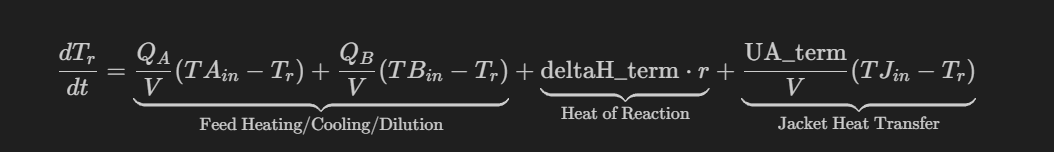 dT_r/dt = Q_A/V (TA_in − T_r) + Q_B/V (TB_in − T_r) + deltaH_term · r + UA_term/V (TJ_in − T_r)
Feed Heating/Cooling/Dilution
Heat of Reaction
Jacket Heat Transfer